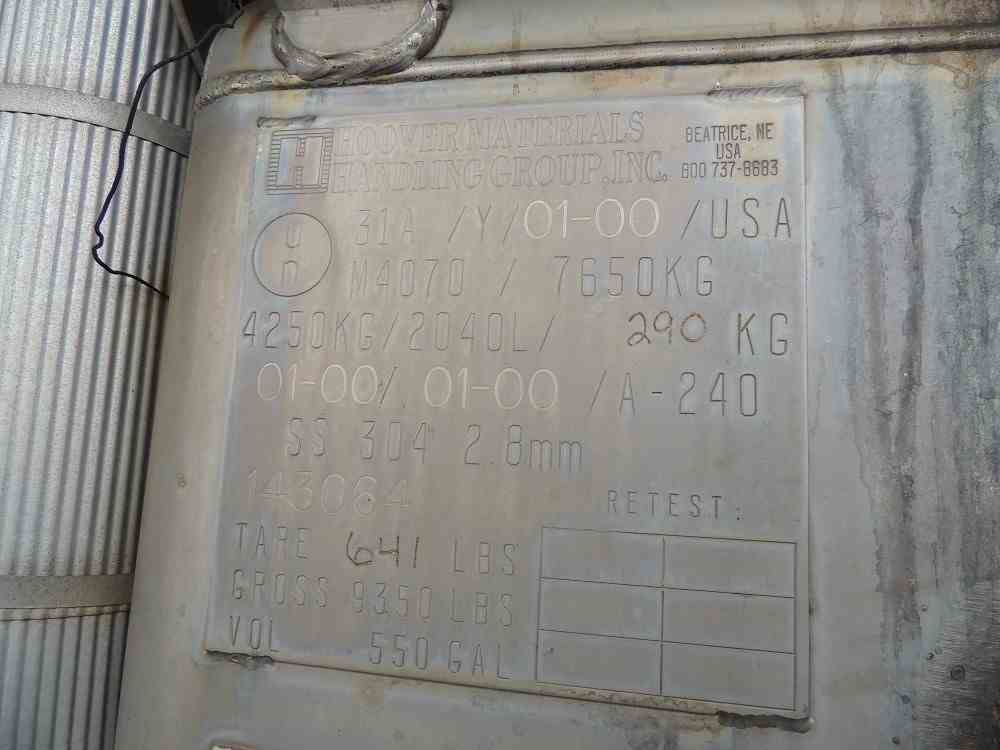 H HOOVER MATERIALS HANDLING GROUP, INC.
BEATRICE, NE
USA
800 737-8683
un
31A /Y/ 01-00 /USA
M4070 / 7650KG
4250KG/2040L/ 290 KG
01-00/ 01-00 /A-240
SS 304 2.8mm
143064
RETEST:
TARE 641 LBS
GROSS 9350 LBS
VOL 550 GAL